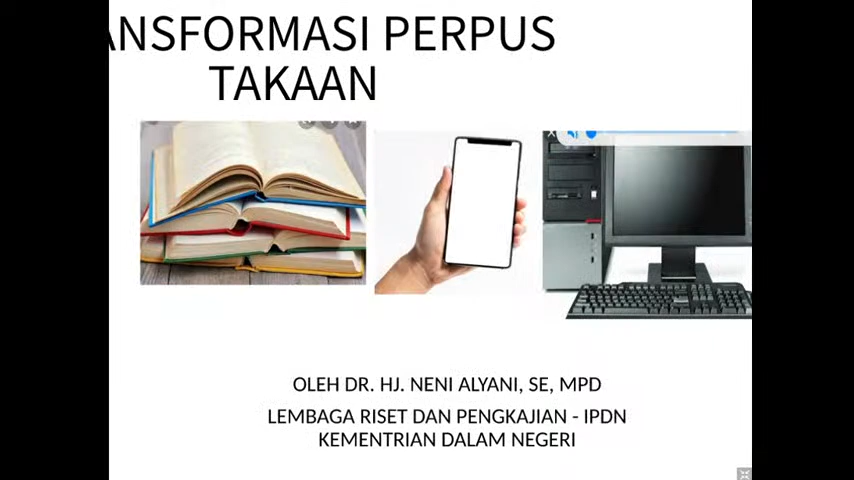 ANSFORMASI PERPUS
TAKAAN
OLEH DR. HJ. NENI ALYANI, SE, MPD
LEMBAGA RISET DAN PENGKAJIAN - IPDN
KEMENTRIAN DALAM NEGERI